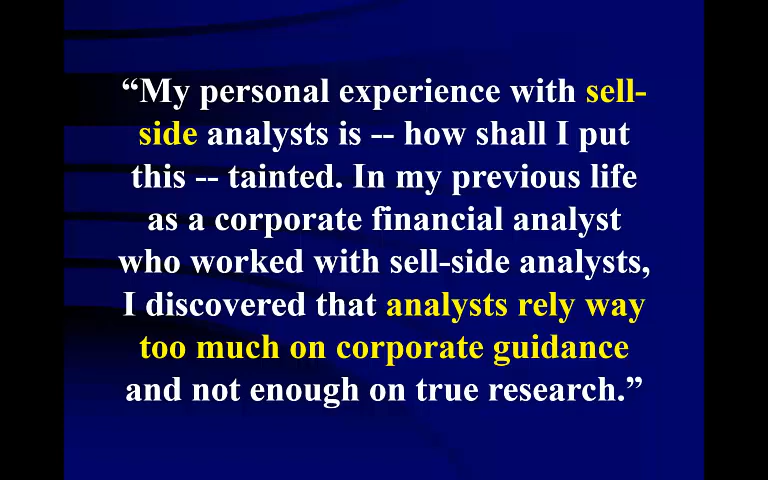 “My personal experience with sell-
side analysts is -- how shall I put
this -- tainted. In my previous life
as a corporate financial analyst
who worked with sell-side analysts,
I discovered that analysts rely way
too much on corporate guidance
and not enough on true research.”